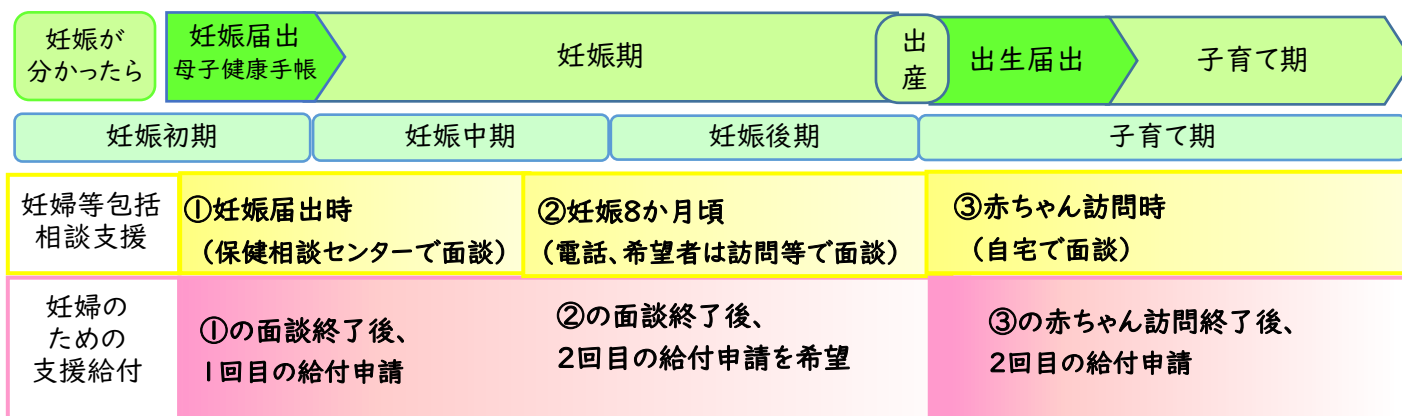 妊娠が
分かったら
妊娠届出
母子健康手帳
妊娠期
出
産
出生届出
子育て期
妊娠初期
妊娠中期
妊娠後期
子育て期
妊婦等包括
相談支援
①妊娠届出時
（保健相談センターで面談）
②妊娠8か月頃
（電話、希望者は訪問等で面談）
③赤ちゃん訪問時
（自宅で面談）
妊婦の
ための
支援給付
①の面談終了後、
1回目の給付申請
②の面談終了後、
2回目の給付申請を希望
③の赤ちゃん訪問終了後、
2回目の給付申請